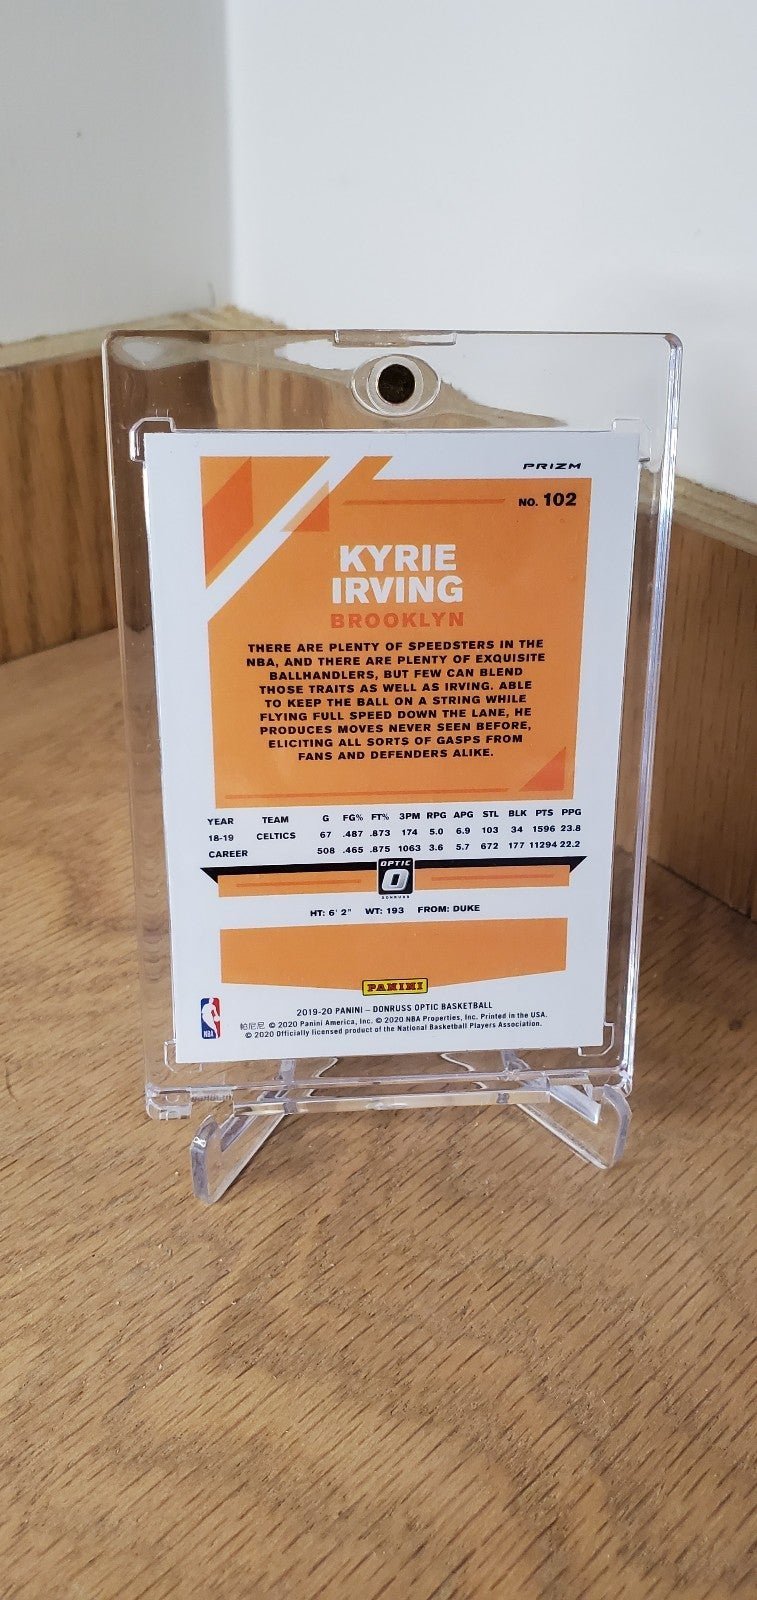 PRIZM
NO. 102
KYRIE
IRVING
BROOKLYN
THERE ARE PLENTY OF SPEEDSTERS IN THE
NBA, AND THERE ARE PLENTY OF EXQUISITE
BALLHANDLERS, BUT FEW CAN BLEND
THOSE TRAITS AS WELL AS IRVING. ABLE
TO KEEP THE BALL ON A STRING WHILE
FLYING FULL SPEED DOWN THE LANE, HE
PRODUCES MOVES NEVER SEEN BEFORE,
ELICITING ALL SORTS OF GASPS FROM
FANS AND DEFENDERS ALIKE.
YEAR TEAM G FG% FT% 3PM RPG APG STL BLK PTS PPG
18-19 CELTICS 67 .487 .873 174 5.0 6.9 103 34 1596 23.8
CAREER 508 .465 .875 1063 3.6 5.7 672 177 11294 22.2
OPTIC
O
DONRUSS
HT: 6' 2" WT: 193 FROM: DUKE
PANINI
2019-20 PANINI – DONRUSS OPTIC BASKETBALL
帕尼尼 © 2020 Panini America, Inc. © 2020 NBA Properties, Inc. Printed in the USA.
© 2020 Officially licensed product of the National Basketball Players Association.
NBA